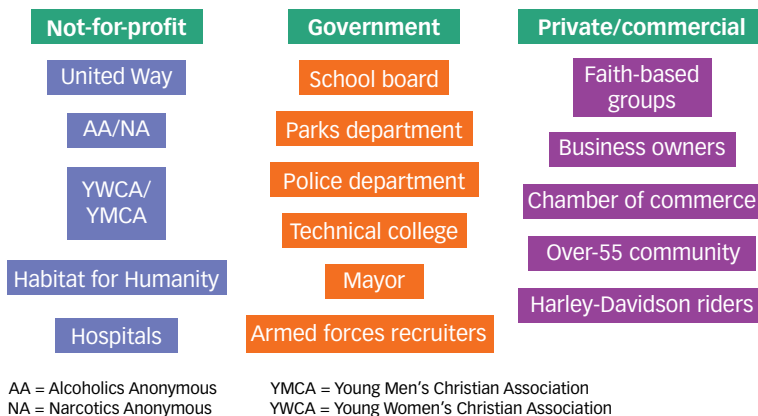 Not-for-profit
United Way
AA/NA
YWCA/
YMCA
Habitat for Humanity
Hospitals
Government
School board
Parks department
Police department
Technical college
Mayor
Armed forces recruiters
Private/commercial
Faith-based
groups
Business owners
Chamber of commerce
Over-55 community
Harley-Davidson riders
AA = Alcoholics Anonymous
NA = Narcotics Anonymous
YMCA = Young Men’s Christian Association
YWCA = Young Women’s Christian Association